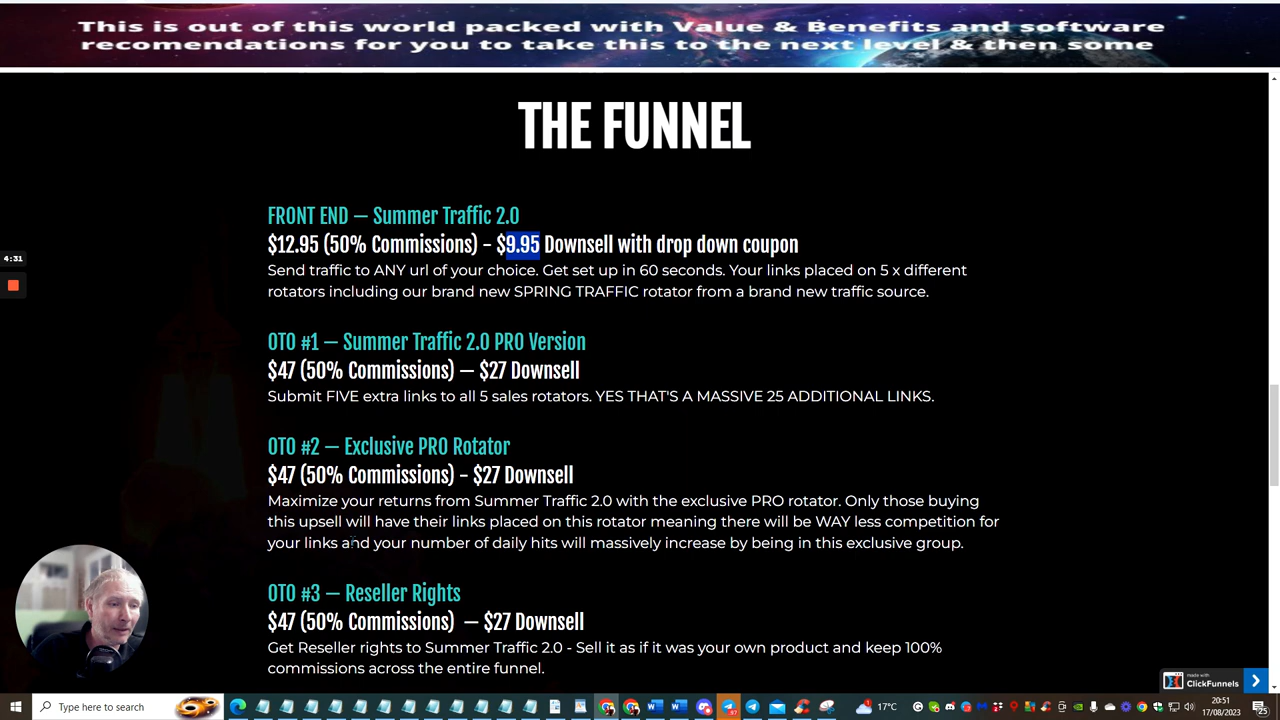 This is out of this world packed with Value & Benefits and software
recomendations for you to take this to the next level & then some
THE FUNNEL
FRONT END — Summer Traffic 2.0
$12.95 (50% Commissions) - $9.95 Downsell with drop down coupon
4:31
Send traffic to ANY url of your choice. Get set up in 60 seconds. Your links placed on 5 x different
rotators including our brand new SPRING TRAFFIC rotator from a brand new traffic source.
OTO #1 — Summer Traffic 2.0 PRO Version
$47 (50% Commissions) — $27 Downsell
Submit FIVE extra links to all 5 sales rotators. YES THAT'S A MASSIVE 25 ADDITIONAL LINKS.
OTO #2 — Exclusive PRO Rotator
$47 (50% Commissions) - $27 Downsell
Maximize your returns from Summer Traffic 2.0 with the exclusive PRO rotator. Only those buying
this upsell will have their links placed on this rotator meaning there will be WAY less competition for
your links and your number of daily hits will massively increase by being in this exclusive group.
OTO #3 — Reseller Rights
$47 (50% Commissions) — $27 Downsell
Get Reseller rights to Summer Traffic 2.0 - Sell it as if it was your own product and keep 100%
commissions across the entire funnel.
made with
ClickFunnels
Type here to search
17°C
20:51
17/08/2023